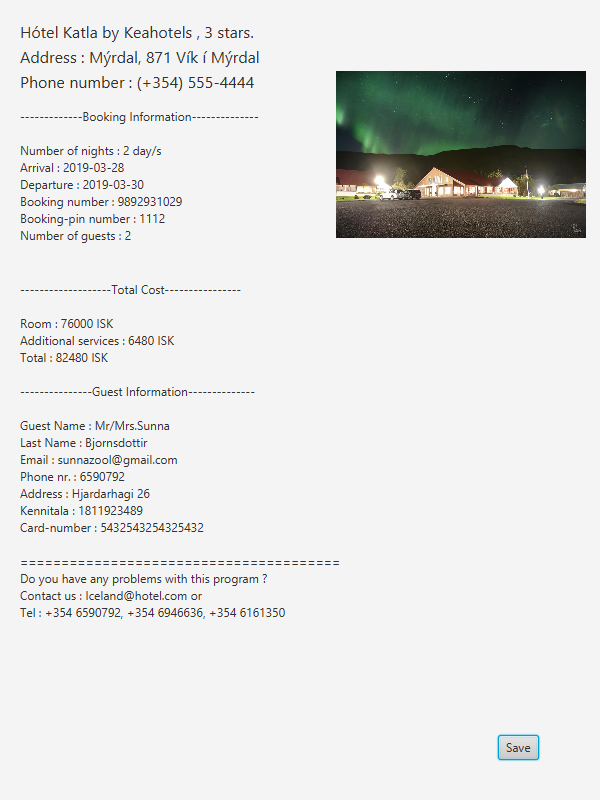 Hótel Katla by Keahotels , 3 stars.
Address : Mýrdal, 871 Vík í Mýrdal
Phone number : (+354) 555-4444
-------------Booking Information--------------
Number of nights : 2 day/s
Arrival : 2019-03-28
Departure : 2019-03-30
Booking number : 9892931029
Booking-pin number : 1112
Number of guests : 2
-------------------Total Cost----------------
Room : 76000 ISK
Additional services : 6480 ISK
Total : 82480 ISK
---------------Guest Information--------------
Guest Name : Mr/Mrs.Sunna
Last Name : Bjornsdottir
Email : sunnazool@gmail.com
Phone nr. : 6590792
Address : Hjardarhagi 26
Kennitala : 1811923489
Card-number : 5432543254325432
=======================================
Do you have any problems with this program ?
Contact us : Iceland@hotel.com or
Tel : +354 6590792, +354 6946636, +354 6161350
Save